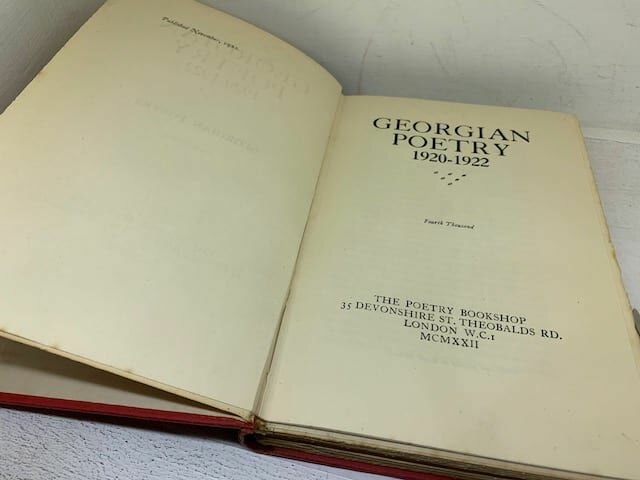 Published November, 1922.
GEORGIAN
POETRY
1920-1922
Fourth Thousand
THE POETRY BOOKSHOP
35 DEVONSHIRE ST. THEOBALDS RD.
LONDON W.C.1
MCMXXII